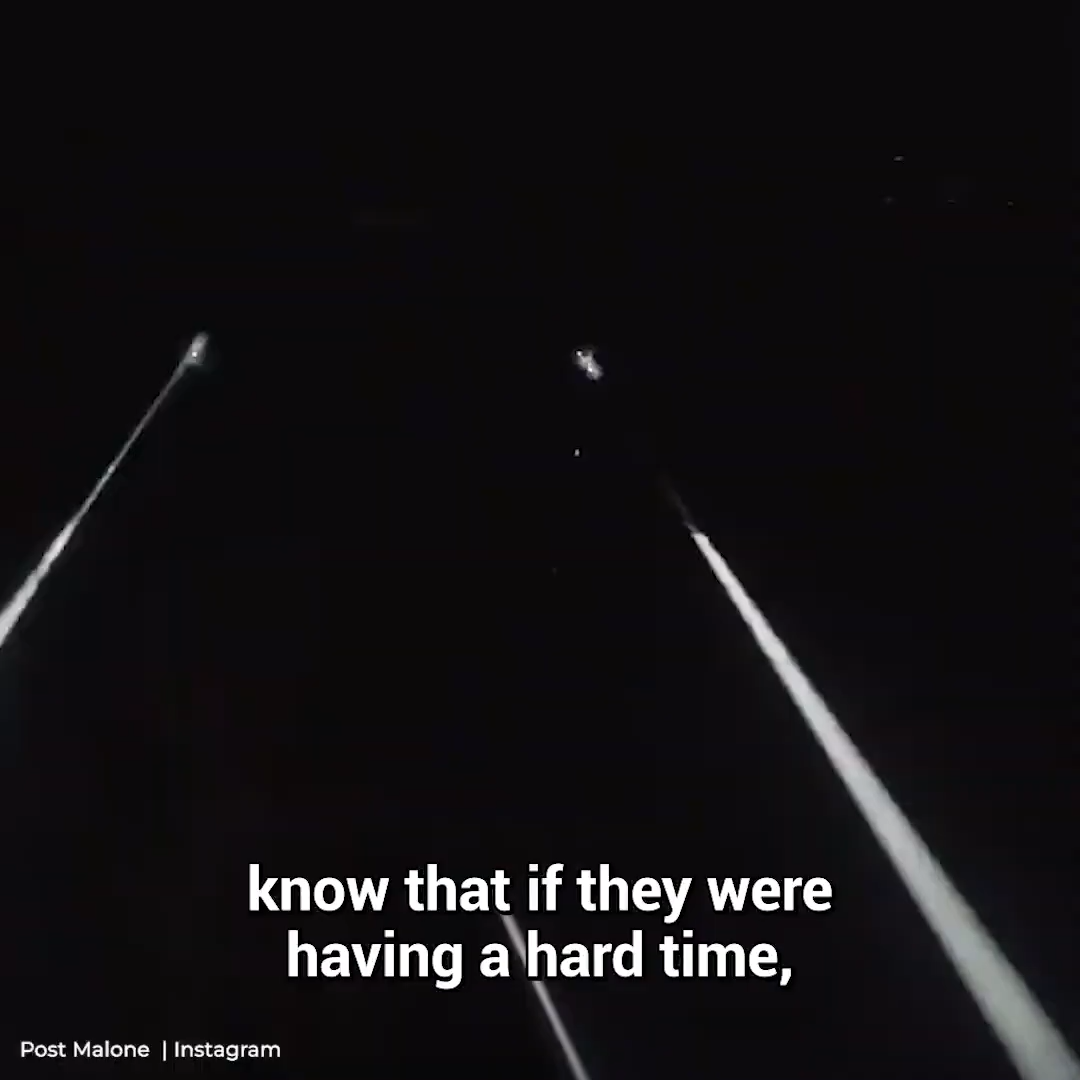 know that if they were
having a hard time,
Post Malone | Instagram